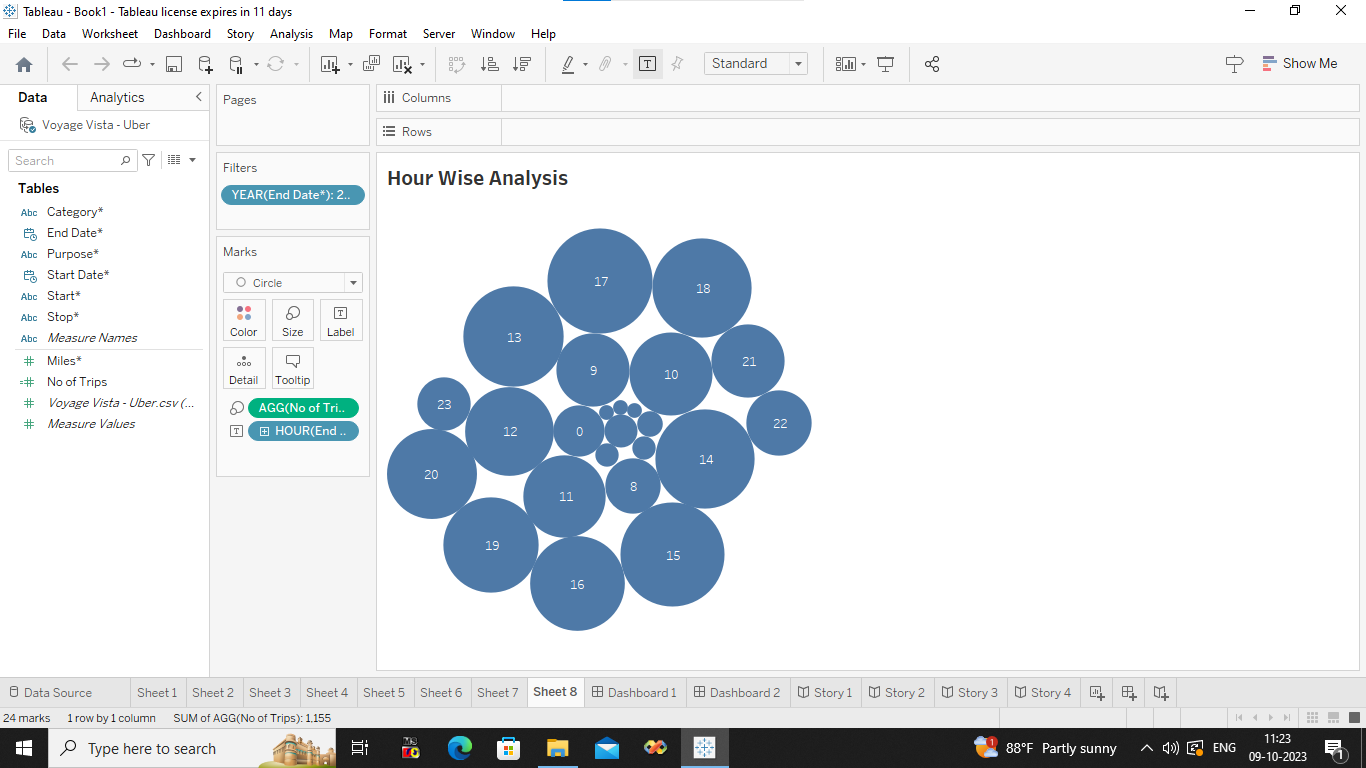 Tableau - Book1 - Tableau license expires in 11 days
File Data Worksheet Dashboard Story Analysis Map Format Server Window Help
Standard
Show Me
Data Analytics
Voyage Vista - Uber
Search
Tables
Abc Category*
End Date*
Abc Purpose*
Start Date*
Abc Start*
Abc Stop*
Abc Measure Names
Miles*
No of Trips
Voyage Vista - Uber.csv (...
Measure Values
Pages
Filters
YEAR(End Date*): 2..
Marks
Circle
Color Size Label
Detail Tooltip
AGG(No of Tri..
HOUR(End ..
Columns
Rows
Hour Wise Analysis
17
18
13
21
9
10
23
22
12
0
14
20
8
11
19
15
16
Data Source Sheet 1 Sheet 2 Sheet 3 Sheet 4 Sheet 5 Sheet 6 Sheet 7 Sheet 8 Dashboard 1 Dashboard 2 Story 1 Story 2 Story 3 Story 4
24 marks 1 row by 1 column SUM of AGG(No of Trips): 1,155
Type here to search
1
88°F Partly sunny
ENG
11:23
09-10-2023
1